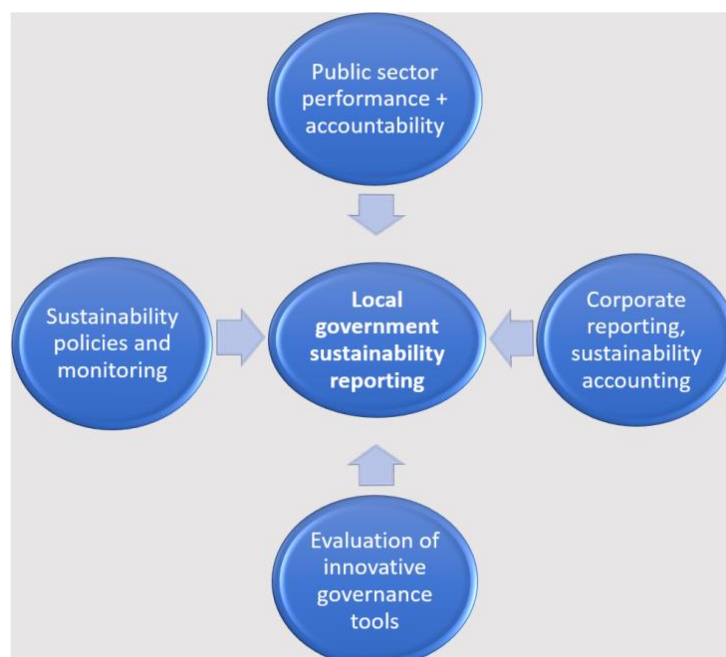 Public sector
performance +
accountability
Sustainability
policies and
monitoring
Local
government
sustainability
reporting
Corporate
reporting,
sustainability
accounting
Evaluation of
innovative
governance
tools